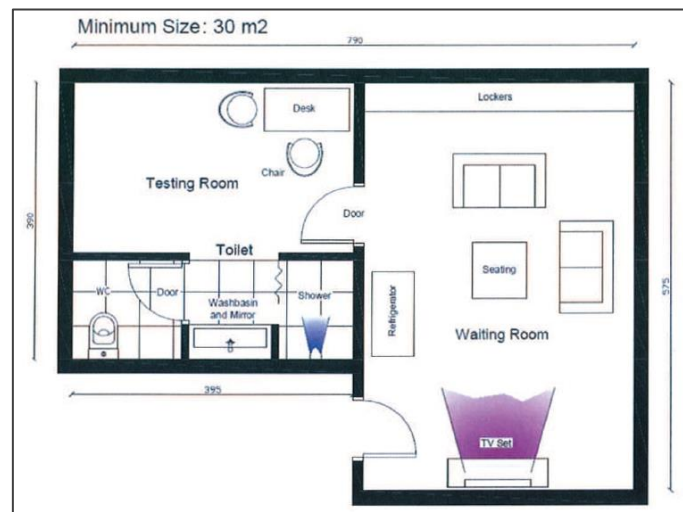 Minimum Size: 30 m2
790
Lockers
Desk
Chair
Testing Room
Door
390
575
Toilet
WC
Door
Washbasin
and Mirror
Shower
Refrigerator
Seating
Waiting Room
395
TV Set